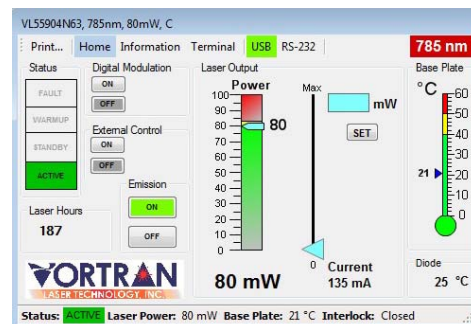 VL55904N63, 785nm, 80mW, C
Print... Home Information Terminal USB RS-232 785 nm
Status
FAULT
WARMUP
STANDBY
ACTIVE
Laser Hours
187
Digital Modulation
ON
OFF
External Control
ON
OFF
Emission
ON
OFF
VORTRAN
LASER TECHNOLOGY, INC.
Laser Output
Power
100
90
80
70
60
50
40
30
20
10
0
80
80 mW
Max
0
mW
SET
Current
135 mA
Base Plate
°C
60
50
40
30
20
10
0
21
Diode
25 °C
Status: ACTIVE Laser Power: 80 mW Base Plate: 21 °C Interlock: Closed